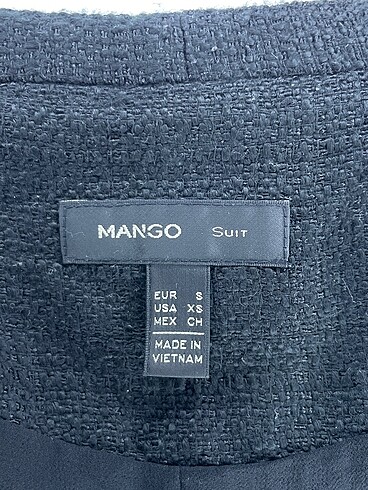 MANGO SUIT
EUR S
USA XS
MEX CH
MADE IN
VIETNAM